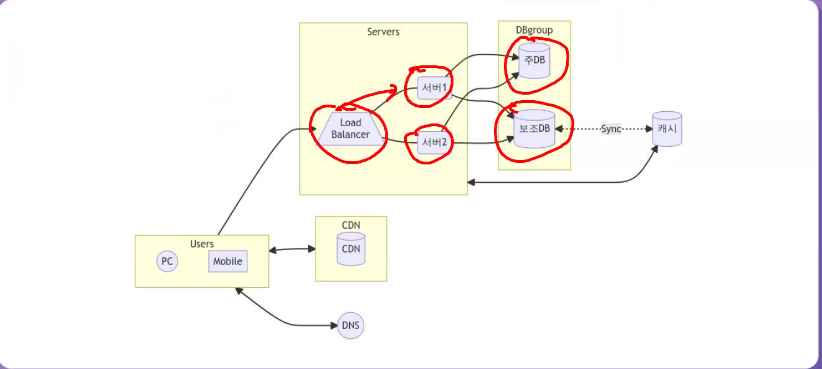 Servers
DBgroup
주DB
서버1
Load
Balancer
보조DB
Sync
캐시
서버2
CDN
Users
CDN
PC
Mobile
DNS